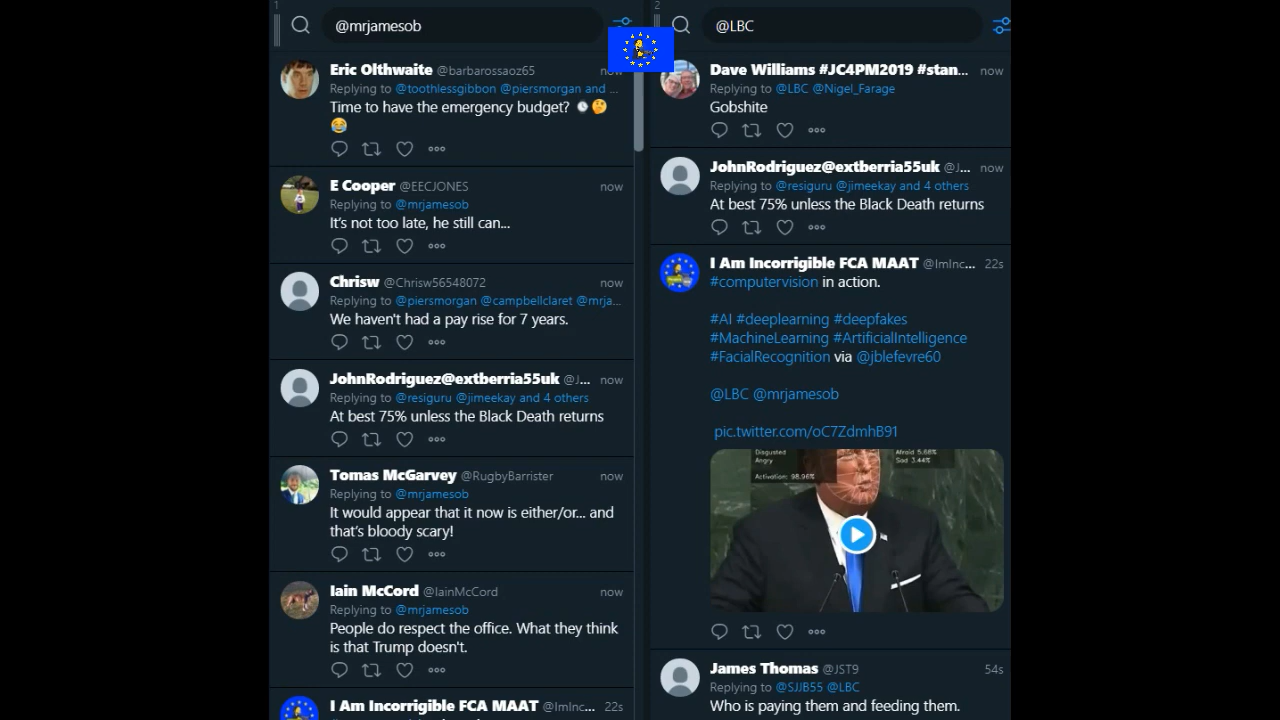 1
@mrjamesob
Eric Olthwaite @barbarossaoz65 now
Replying to @toothlessgibbon @piersmorgan and ...
Time to have the emergency budget? 🕓🤔
😂
E Cooper @EECJONES now
Replying to @mrjamesob
It's not too late, he still can...
Chrisw @Chrisw56548072 now
Replying to @piersmorgan @campbellclaret @mrja...
We haven't had a pay rise for 7 years.
JohnRodriguez@extberria55uk @J... now
Replying to @resiguru @jimeekay and 4 others
At best 75% unless the Black Death returns
Tomas McGarvey @RugbyBarrister now
Replying to @mrjamesob
It would appear that it now is either/or... and
that's bloody scary!
Iain McCord @IainMcCord now
Replying to @mrjamesob
People do respect the office. What they think
is that Trump doesn't.
I Am Incorrigible FCA MAAT @ImInc... 22s
2
@LBC
Dave Williams #JC4PM2019 #stan... now
Replying to @LBC @Nigel_Farage
Gobshite
JohnRodriguez@extberria55uk @J... now
Replying to @resiguru @jimeekay and 4 others
At best 75% unless the Black Death returns
I Am Incorrigible FCA MAAT @ImInc... 22s
#computervision in action.
#AI #deeplearning #deepfakes
#MachineLearning #ArtificialIntelligence
#FacialRecognition via @jblefevre60
@LBC @mrjamesob
pic.twitter.com/oC7ZdmhB91
Disgusted
Angry
Activation: 98.96%
Afraid 5.66%
Sad 3.44%
James Thomas @JST9 54s
Replying to @SJJB55 @LBC
Who is paying them and feeding them.